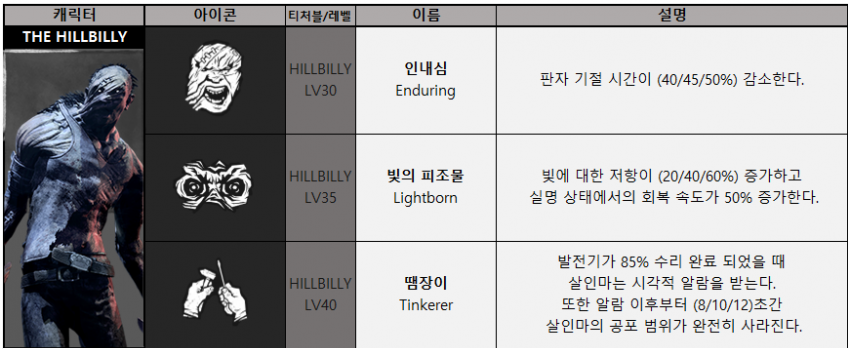 캐릭터 아이콘 티처블/레벨 이름 설명
THE HILLBILLY
HILLBILLY
LV30
인내심
Enduring
판자 기절 시간이 (40/45/50%) 감소한다.
HILLBILLY
LV35
빛의 피조물
Lightborn
빛에 대한 저항이 (20/40/60%) 증가하고
실명 상태에서의 회복 속도가 50% 증가한다.
HILLBILLY
LV40
땜장이
Tinkerer
발전기가 85% 수리 완료 되었을 때
살인마는 시각적 알람을 받는다.
또한 알람 이후부터 (8/10/12)초간
살인마의 공포 범위가 완전히 사라진다.